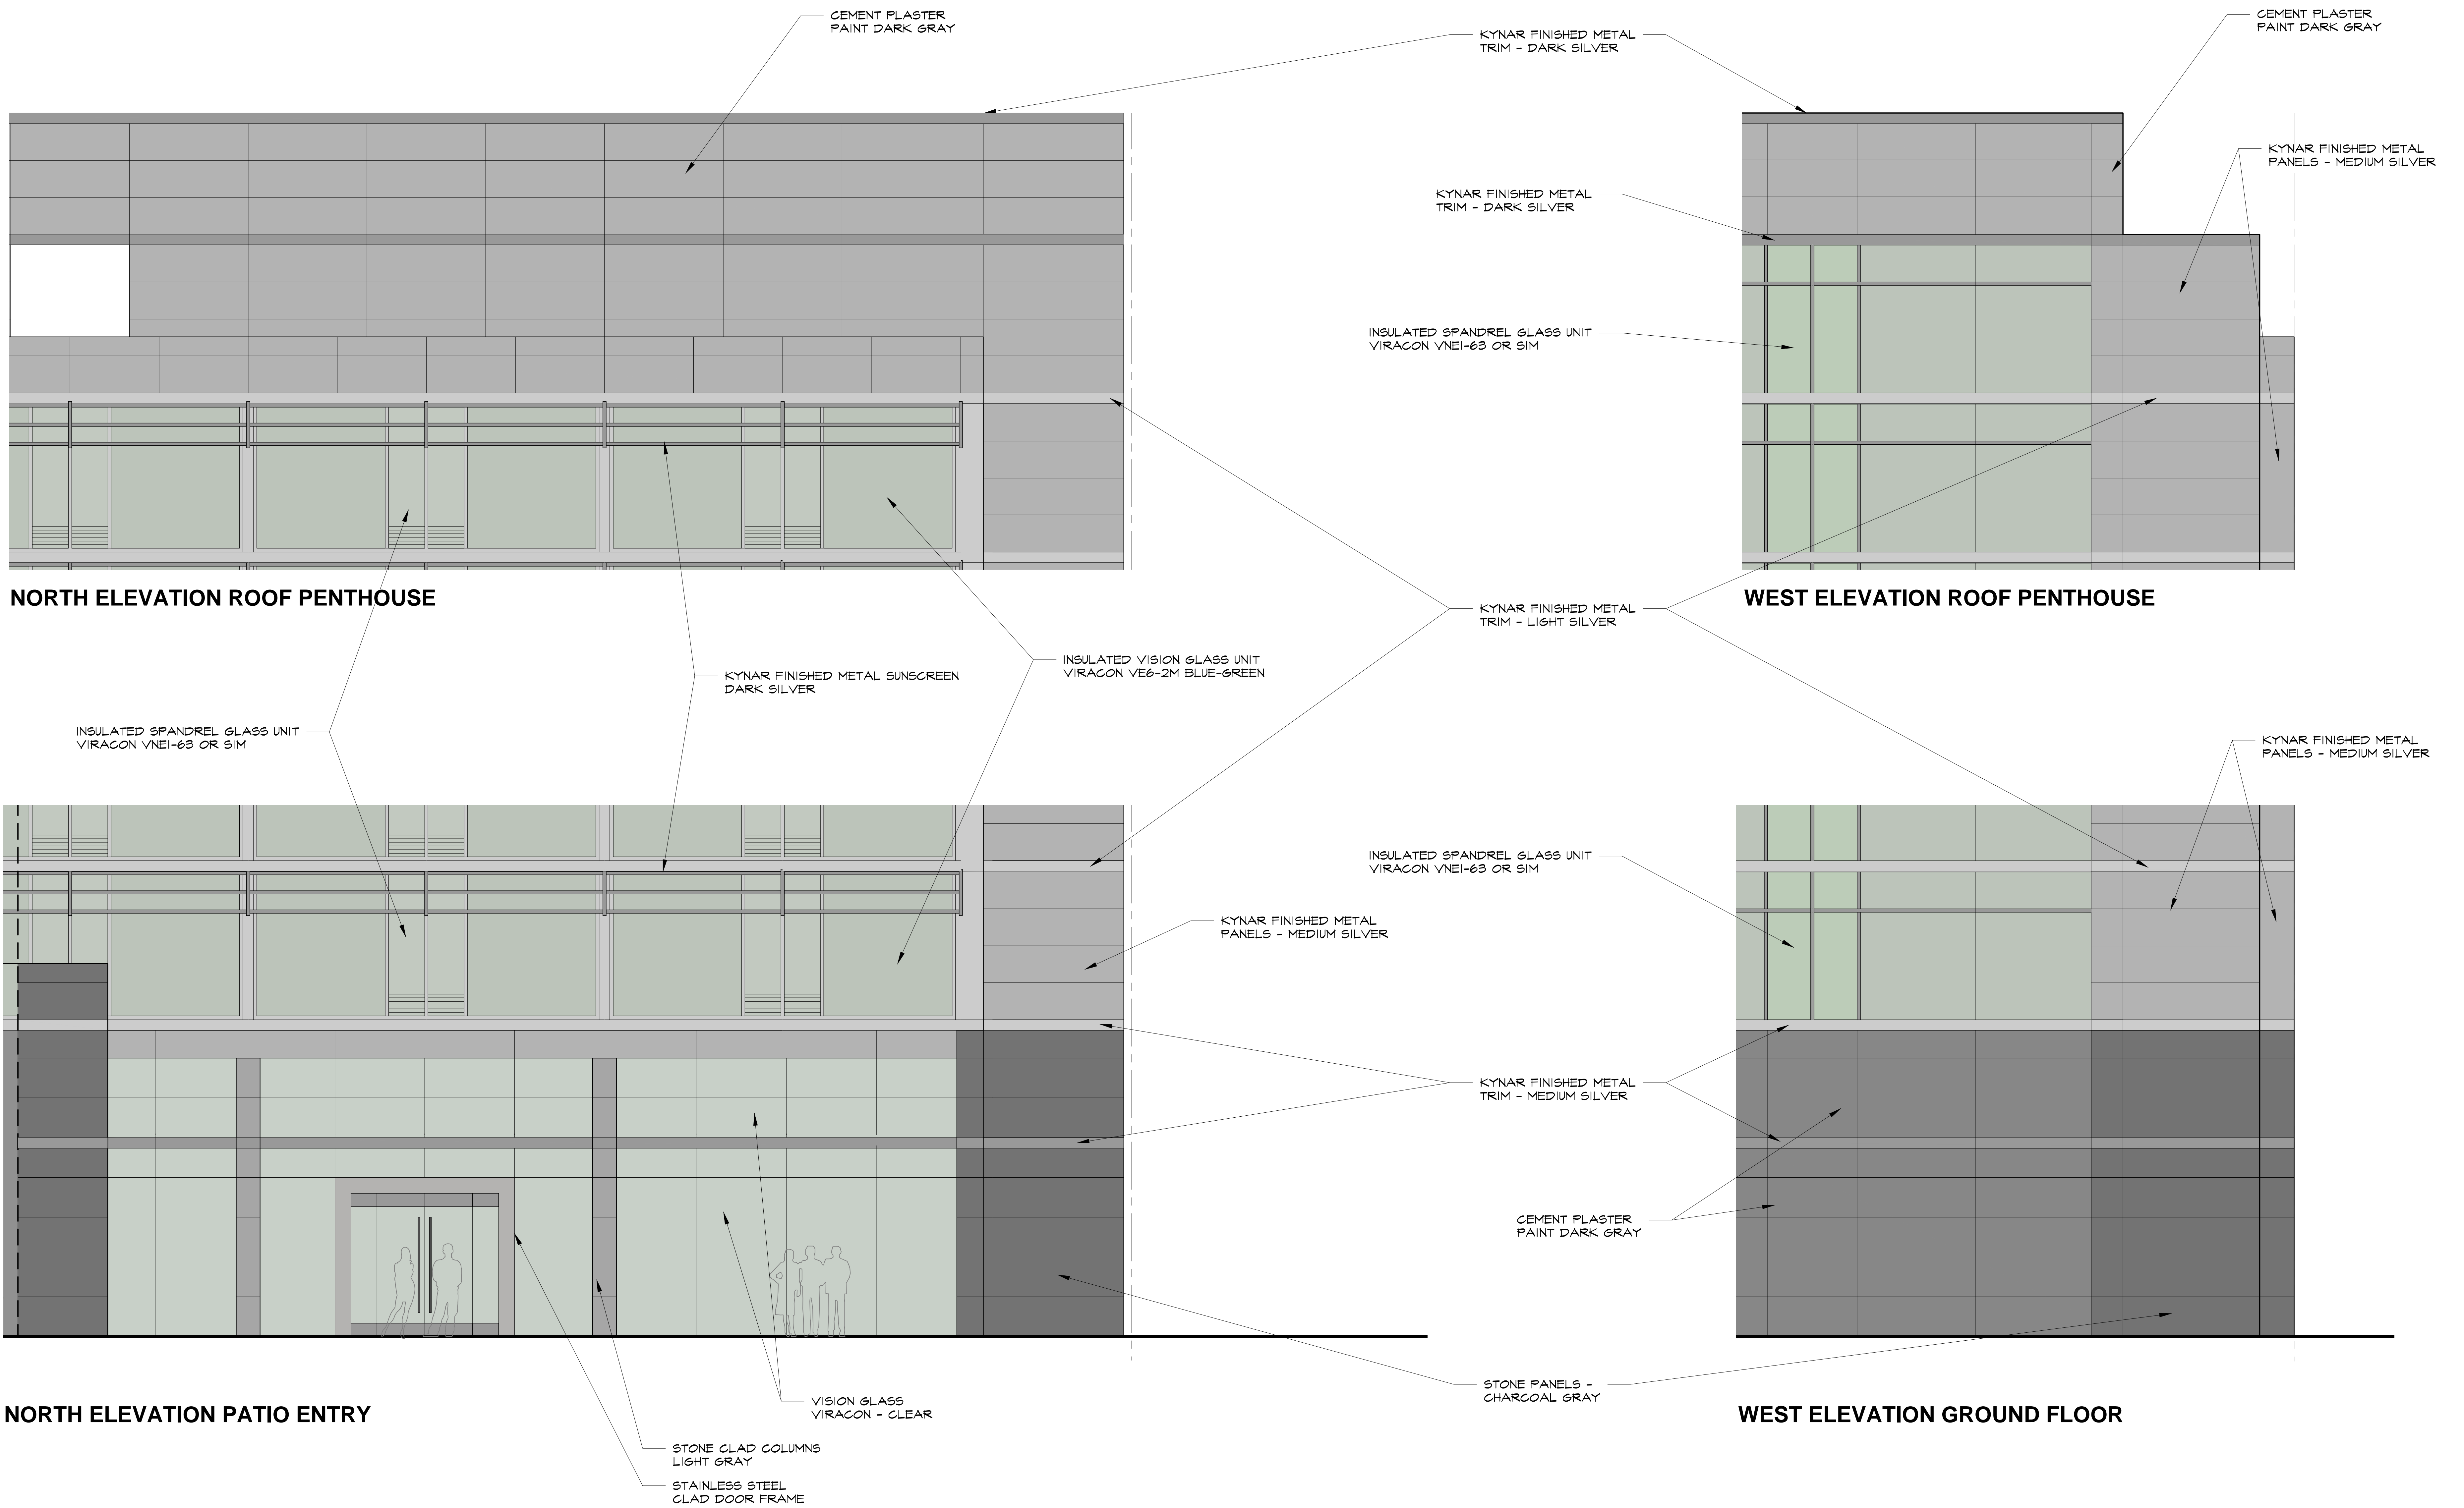 CEMENT PLASTER
PAINT DARK GRAY
KYNAR FINISHED METAL
TRIM - DARK SILVER
CEMENT PLASTER
PAINT DARK GRAY
KYNAR FINISHED METAL
PANELS - MEDIUM SILVER
KYNAR FINISHED METAL
TRIM - DARK SILVER
INSULATED SPANDREL GLASS UNIT
VIRACON VNE1-63 OR SIM
NORTH ELEVATION ROOF PENTHOUSE
WEST ELEVATION ROOF PENTHOUSE
KYNAR FINISHED METAL
TRIM - LIGHT SILVER
INSULATED VISION GLASS UNIT
VIRACON VE6-2M BLUE-GREEN
KYNAR FINISHED METAL SUNSCREEN
DARK SILVER
INSULATED SPANDREL GLASS UNIT
VIRACON VNE1-63 OR SIM
KYNAR FINISHED METAL
PANELS - MEDIUM SILVER
INSULATED SPANDREL GLASS UNIT
VIRACON VNE1-63 OR SIM
KYNAR FINISHED METAL
PANELS - MEDIUM SILVER
KYNAR FINISHED METAL
TRIM - MEDIUM SILVER
CEMENT PLASTER
PAINT DARK GRAY
STONE PANELS -
CHARCOAL GRAY
VISION GLASS
VIRACON - CLEAR
NORTH ELEVATION PATIO ENTRY
WEST ELEVATION GROUND FLOOR
STONE CLAD COLUMNS
LIGHT GRAY
STAINLESS STEEL
CLAD DOOR FRAME